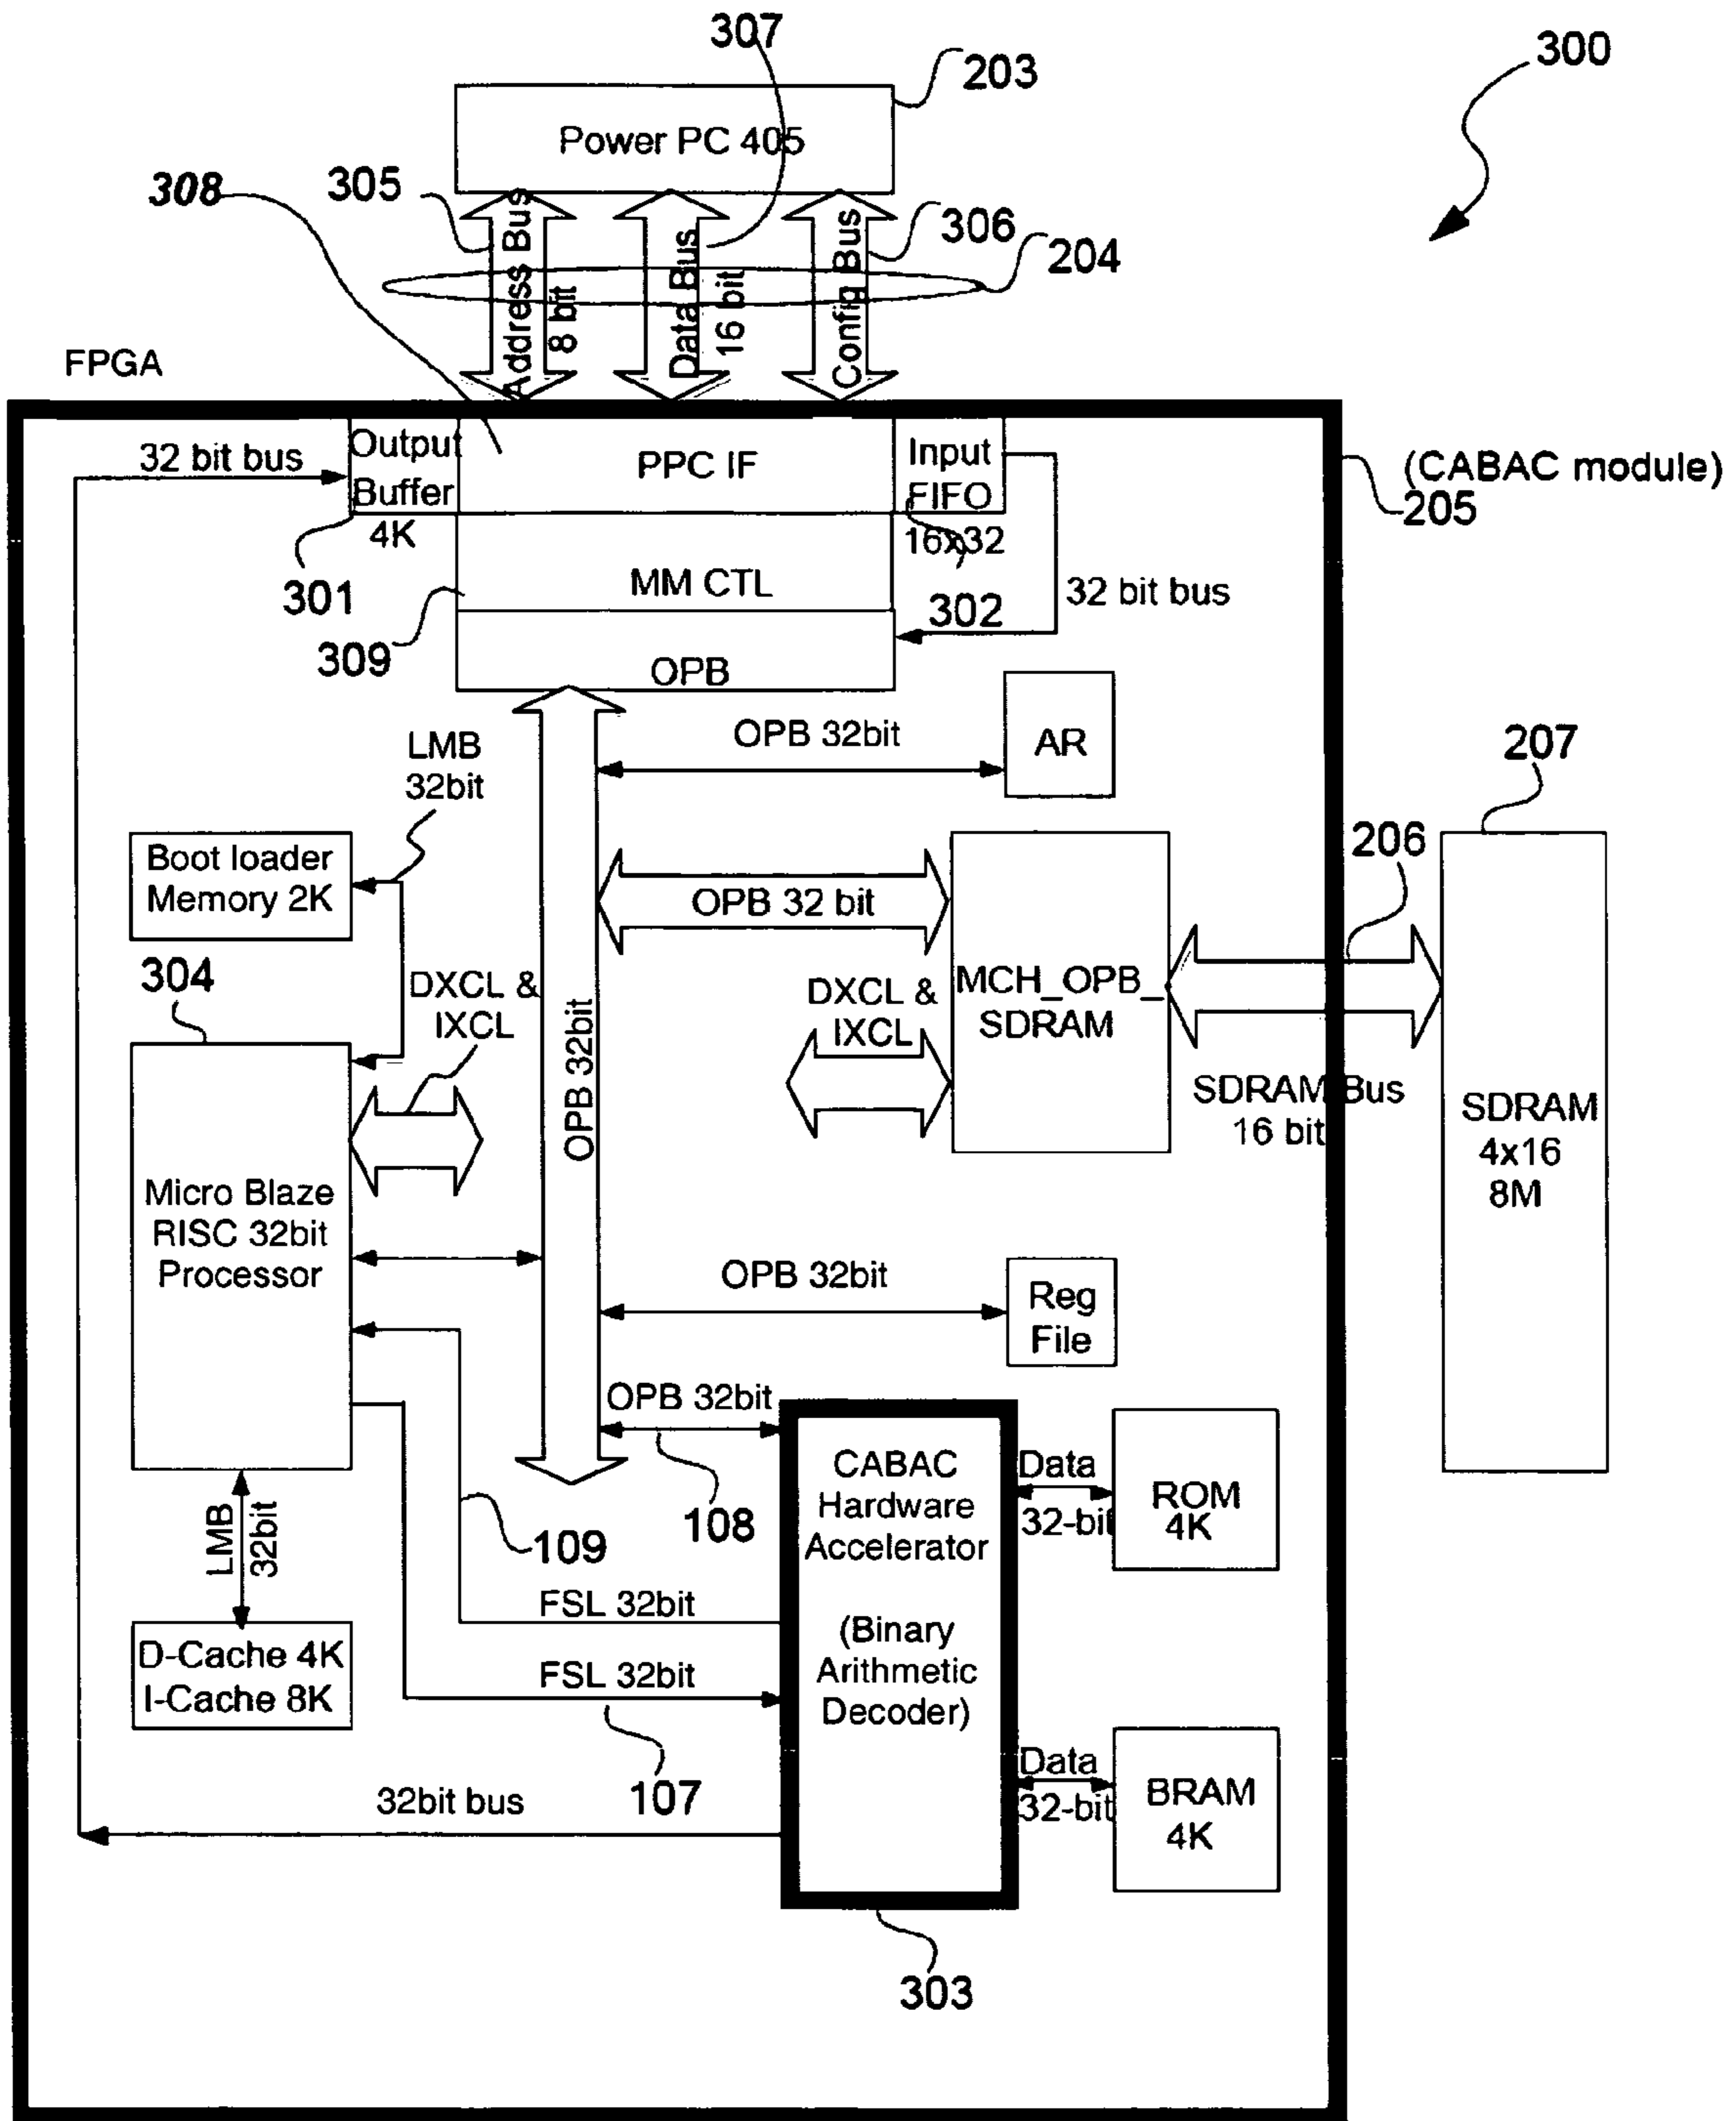 307
300
203
Power PC 405
308
305
306
204
Address Bus
8 bit
Data Bus
16 bit
Config Bus
FPGA
32 bit bus
Output
Buffer
4K
PPC IF
Input
FIFO
16x32
(CABAC module)
205
301
MM CTL
302
32 bit bus
309
OPB
OPB 32bit
AR
LMB
32bit
207
206
Boot loader
Memory 2K
OPB 32 bit
304
DXCL &
IXCL
OPB 32bit
DXCL &
IXCL
MCH_OPB_
SDRAM
SDRAM Bus
16 bit
SDRAM
4x16
8M
Micro Blaze
RISC 32bit
Processor
OPB 32bit
Reg
File
OPB 32bit
108
109
LMB
32bit
CABAC
Hardware
Accelerator
(Binary
Arithmetic
Decoder)
Data
32-bit
ROM
4K
FSL 32bit
D-Cache 4K
I-Cache 8K
FSL 32bit
107
32bit bus
Data
32-bit
BRAM
4K
303